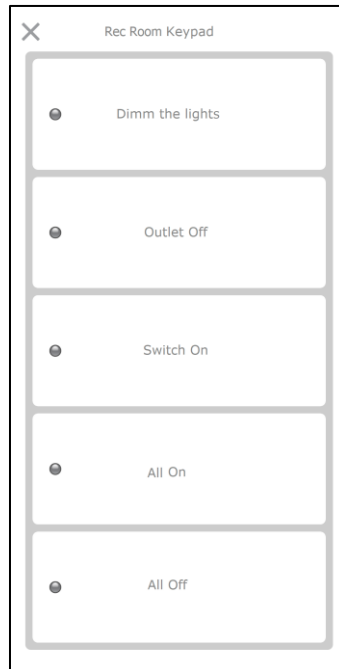 Rec Room Keypad
Dimm the lights
Outlet Off
Switch On
All On
All Off